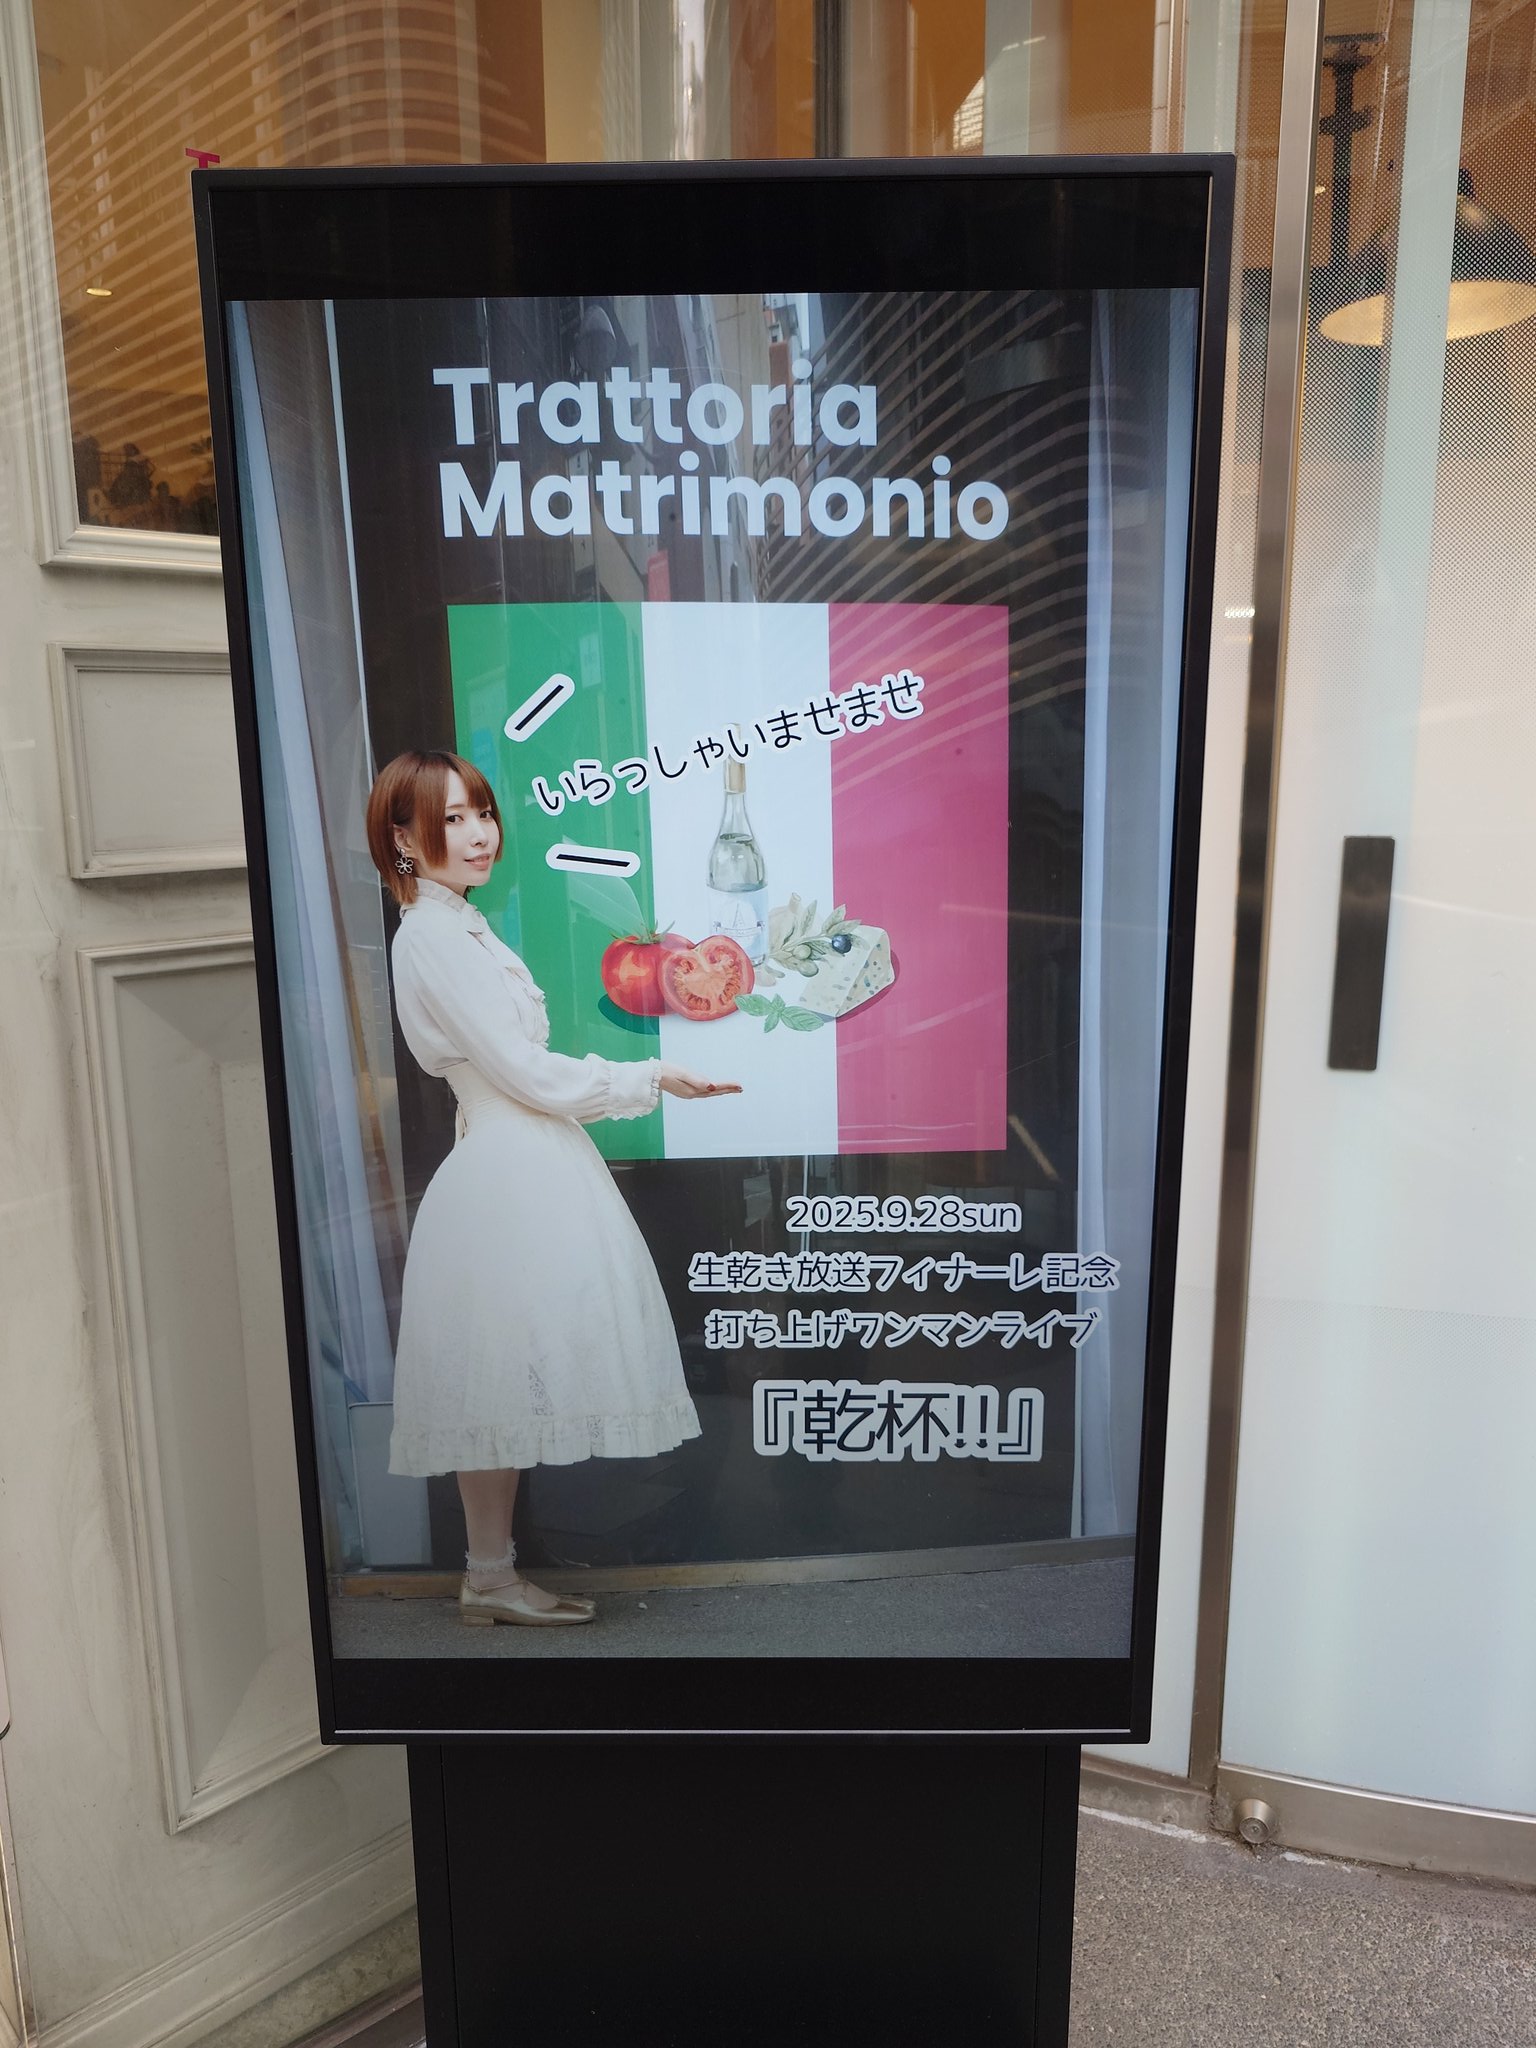 Trattoria
Matrimonio
いらっしゃいませませ
2025.9.28sun
生乾き放送フィナーレ記念
打ち上げワンマンライブ
『乾杯!!』